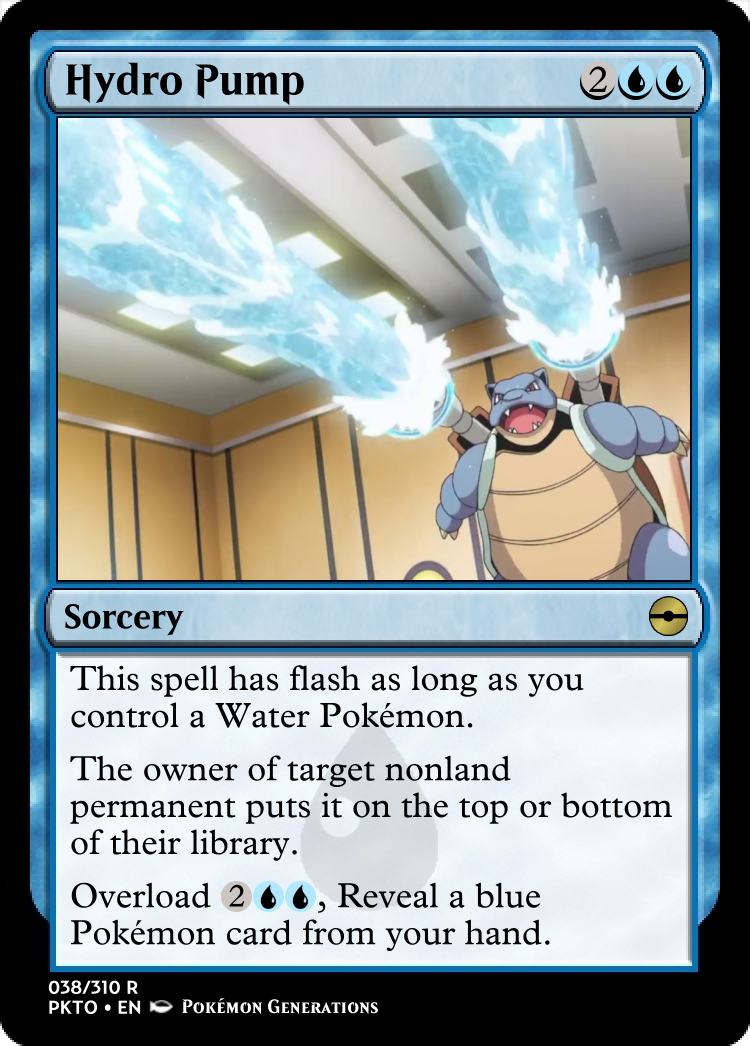 Hydro Pump 2
Sorcery
This spell has flash as long as you
control a Water Pokémon.
The owner of target nonland
permanent puts it on the top or bottom
of their library.
Overload 2, Reveal a blue
Pokémon card from your hand.
038/310 R
PKTO • EN Pokémon Generations